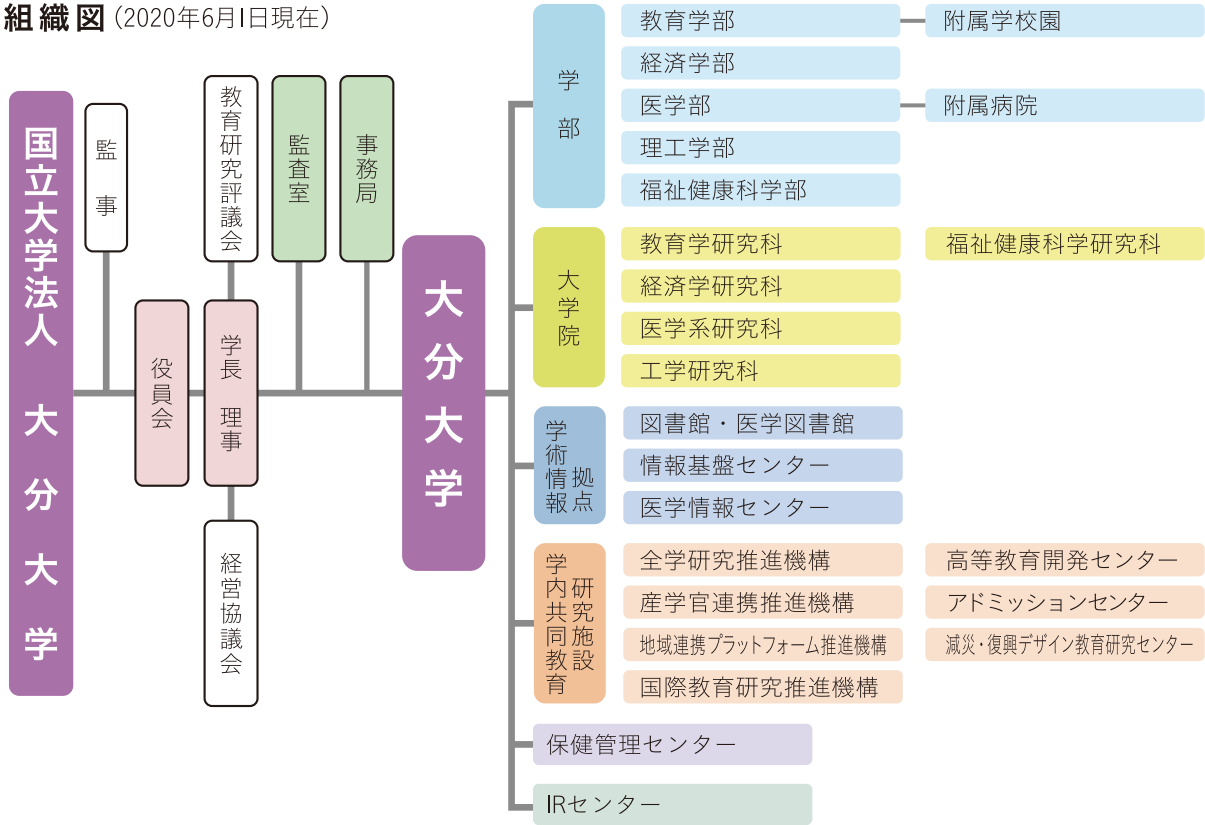 組織図(2020年6月1日現在)
国立大学法人 大分大学
監事
役員会
教育研究評議会
学長 理事
経営協議会
監査室
事務局
大分大学
学部
教育学部
附属学校園
経済学部
医学部
附属病院
理工学部
福祉健康科学部
大学院
教育学研究科
福祉健康科学研究科
経済学研究科
医学系研究科
工学研究科
学術情報
拠点
図書館・医学図書館
情報基盤センター
医学情報センター
学内共同教育
研究施設
全学研究推進機構
高等教育開発センター
産学官連携推進機構
アドミッションセンター
地域連携プラットフォーム推進機構
減災・復興デザイン教育研究センター
国際教育研究推進機構
保健管理センター
IRセンター